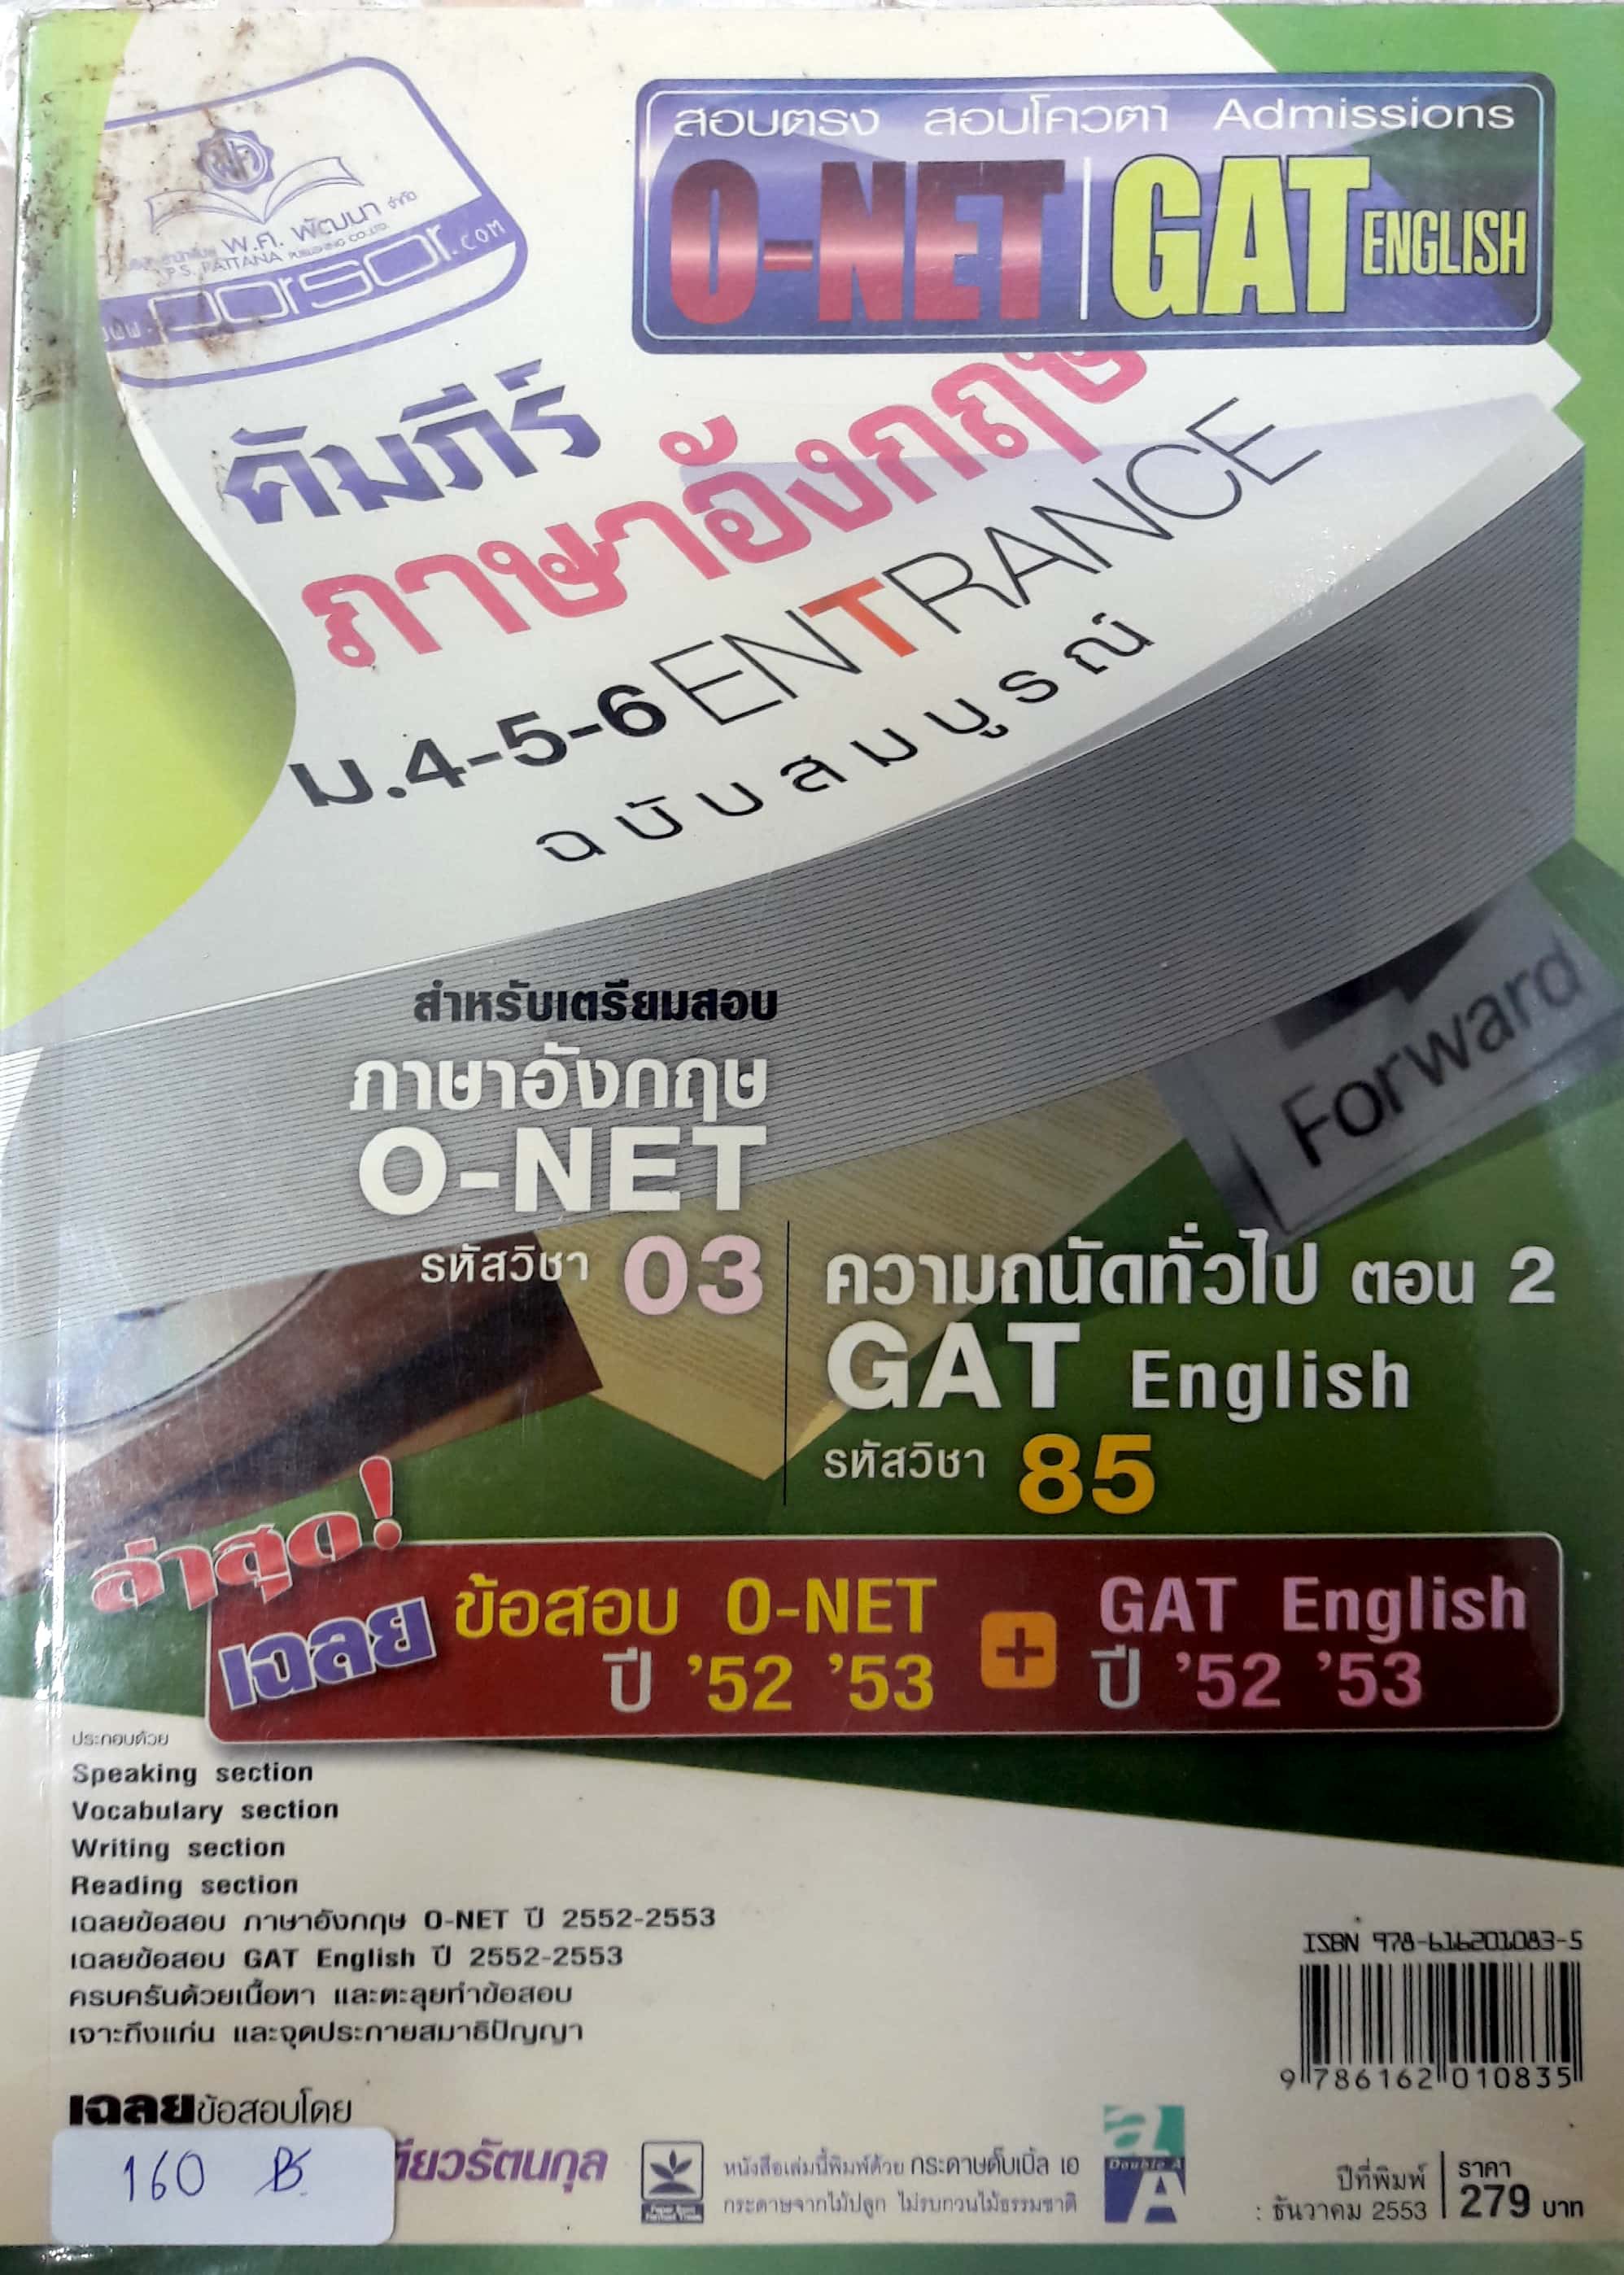 สอบตรง สอบโควตา Admissions
O-NET GAT ENGLISH
พ.ศ. พัฒนา จำกัด
P.S. PATTANA PUBLISHING CO.,LTD.
www.porsor.com
คัมภีร์
ภาษาอังกฤษ
ม.4-5-6 ENTRANCE
ฉบับสมบูรณ์
Forward
สำหรับเตรียมสอบ
ภาษาอังกฤษ
O-NET
รหัสวิชา 03
ความถนัดทั่วไป ตอน 2
GAT English
รหัสวิชา 85
ล่าสุด!
เฉลย ข้อสอบ O-NET + GAT English
ปี ’52 ’53 ปี ’52 ’53
ประกอบด้วย
Speaking section
Vocabulary section
Writing section
Reading section
เฉลยข้อสอบ ภาษาอังกฤษ O-NET ปี 2552-2553
เฉลยข้อสอบ GAT English ปี 2552-2553
ครบครันด้วยเนื้อหา และตะลุยทำข้อสอบ
เจาะถึงแก่น และจุดประกายสมาธิปัญญา
ISBN 978-616201083-5
9 786162 010835
เฉลยข้อสอบโดย
160 B
หนังสือเล่มนี้พิมพ์ด้วย กระดาษดั๊บเบิ้ล เอ
กระดาษจากไม้ปลูก ไม่รบกวนไม้ธรรมชาติ
Double A
ปีที่พิมพ์
: ธันวาคม 2553
ราคา
279 บาท